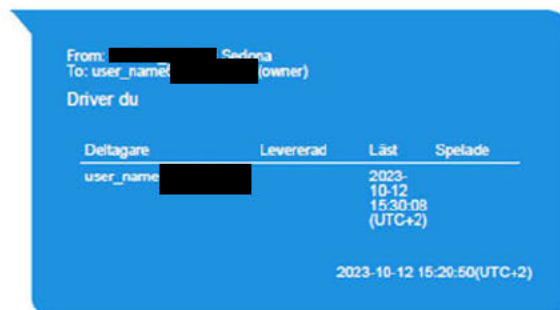 From: Sedona
To: user_name (owner)
Driver du
Deltagare Levererad Läst Spelade
user_name 2023-
10-12
15:30:08
(UTC+2)
2023-10-12 15:29:50(UTC+2)